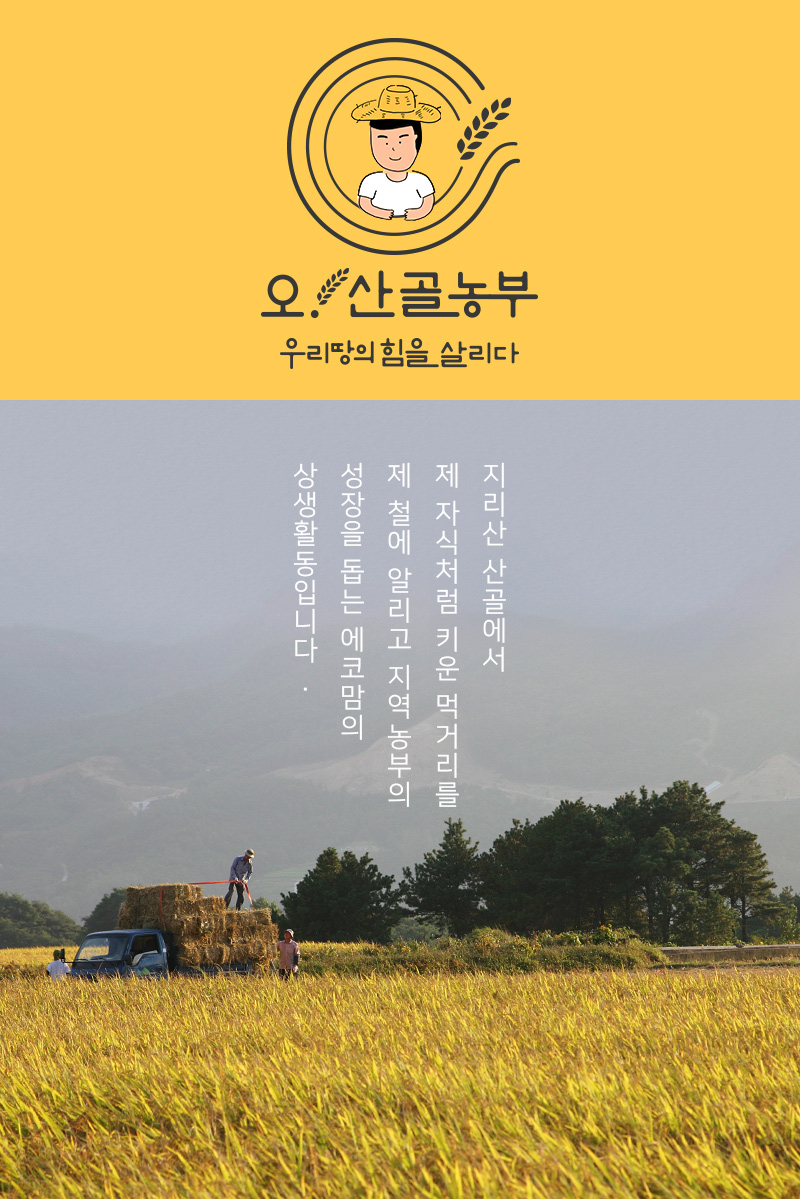 오! 산골농부
우리땅의 힘을 살리다
지리산 산골에서
제 자식처럼 키운 먹거리를
제 철에 알리고 지역농부의
성장을 돕는 에코맘의
상생활동입니다.